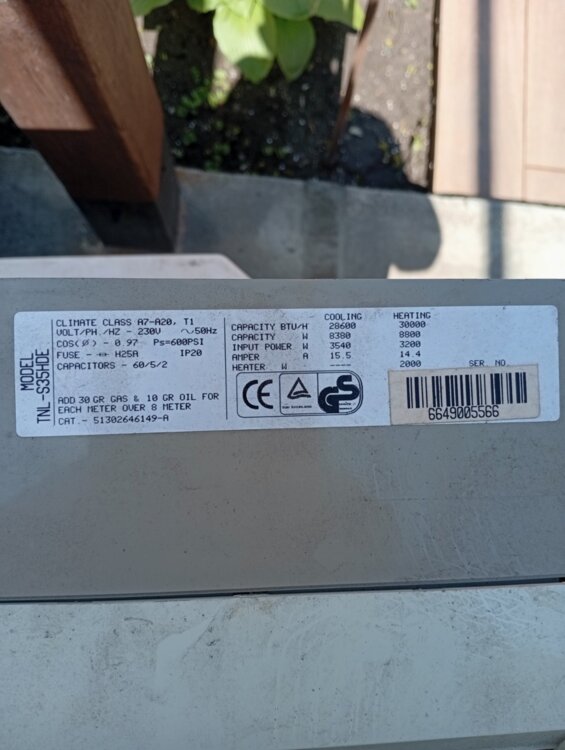 MODEL
TNL-S35HDE
CLIMATE CLASS A7-A20, T1
VOLT/PH./HZ - 230V ~50Hz
COS(Ø) - 0.97 Ps=600PSI
FUSE - H25A IP20
CAPACITORS - 60/5/2
ADD 30 GR GAS & 10 GR OIL FOR
EACH METER OVER 8 METER
CAT.- 51302646149-A
COOLING HEATING
CAPACITY BTU/H 28600 30000
CAPACITY W 8380 8800
INPUT POWER W 3540 3200
AMPER A 15.5 14.4
HEATER W ---- 2000
CE
GS
SER. NO.
6649005566